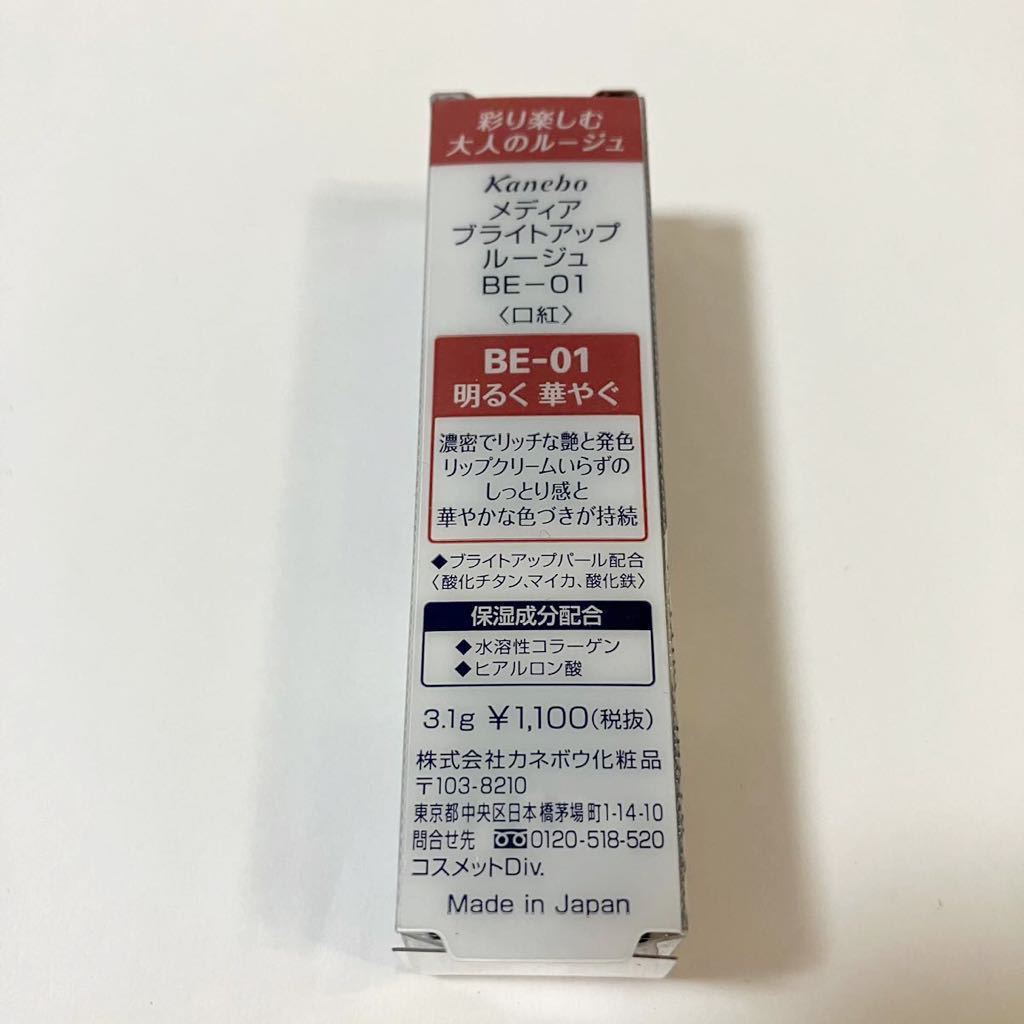 彩り楽しむ
大人のルージュ
Kanebo
メディア
ブライトアップ
ルージュ
BE-01
〈口紅〉
BE-01
明るく 華やぐ
濃密でリッチな艶と発色
リップクリームいらずの
しっとり感と
華やかな色づきが持続
◆ブライトアップパール配合
〈酸化チタン、マイカ、酸化鉄〉
保湿成分配合
◆水溶性コラーゲン
◆ヒアルロン酸
3.1g ￥1,100(税抜)
株式会社カネボウ化粧品
〒103-8210
東京都中央区日本橋茅場町1-14-10
問合せ先 0120-518-520
コスメットDiv.
Made in Japan